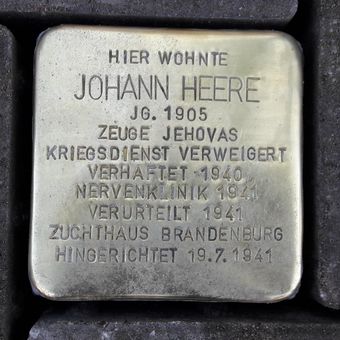 HIER WOHNTE
JOHANN HEERE
JG. 1905
ZEUGE JEHOVAS
KRIEGSDIENST VERWEIGERT
VERHAFTET 1940
NERVENKLINIK 1941
VERURTEILT 1941
ZUCHTHAUS BRANDENBURG
HINGERICHTET 19.7.1941